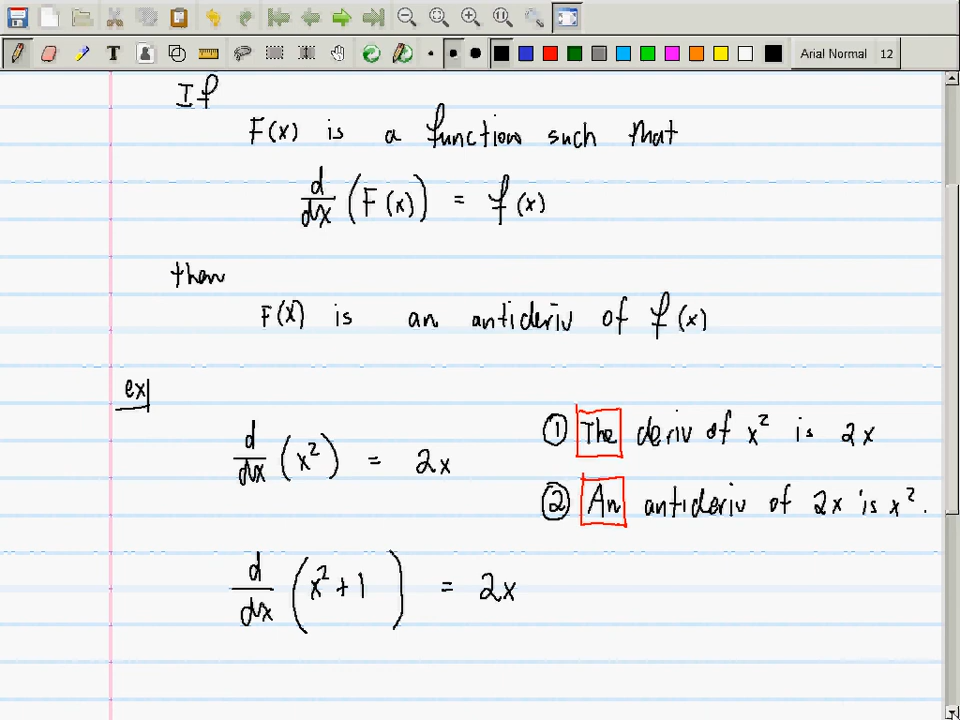 Arial Normal 12
If
F(x) is a function such that
d/dx (F(x)) = f(x)
then
F(x) is an antideriv of f(x)
ex
d/dx (x²) = 2x
① The deriv of x² is 2x
② An antideriv of 2x is x².
d/dx (x² + 1) = 2x